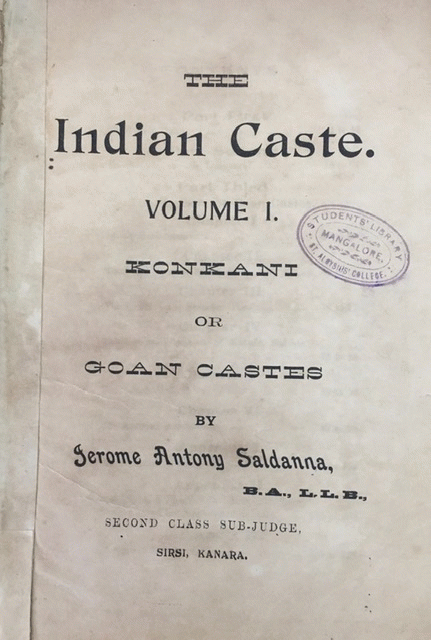 THE
Indian Caste.
VOLUME I.
STUDENTS' LIBRARY
MANGALORE,
ST. ALOYSIUS' COLLEGE.
KONKANI
OR
GOAN CASTES
BY
Jerome Antony Saldanna,
B.A., L.L.B.,
SECOND CLASS SUB-JUDGE,
SIRSI, KANARA.